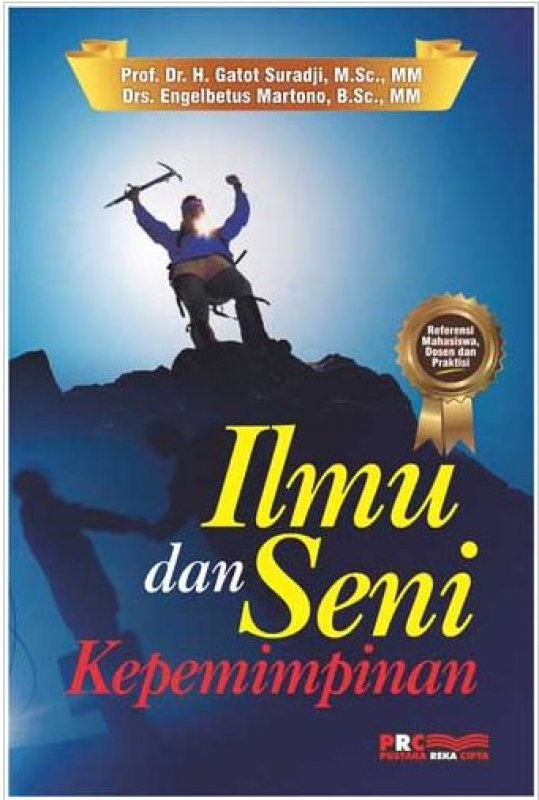 Prof. Dr. H. Gatot Suradji, M.Sc., MM
Drs. Engelbetus Martono, B.Sc., MM
Referensi
Mahasiswa,
Dosen dan
Praktisi
Ilmu
dan Seni
Kepemimpinan
PRC
PUSTAKA REKA CIPTA